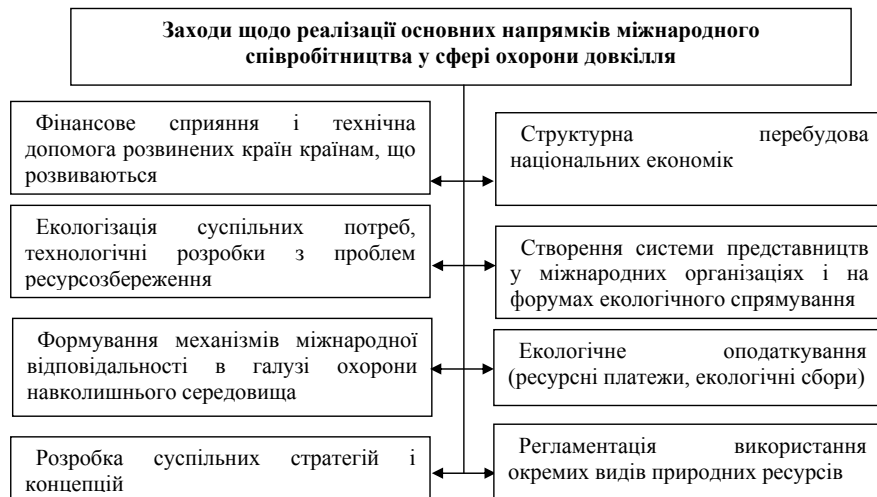 Заходи щодо реалізації основних напрямків міжнародного
співробітництва у сфері охорони довкілля
Фінансове сприяння і технічна
допомога розвинених країн країнам, що
розвиваються
Структурна перебудова
національних економік
Екологізація суспільних потреб,
технологічні розробки з проблем
ресурсозбереження
Створення системи представництв
у міжнародних організаціях і на
форумах екологічного спрямування
Формування механізмів міжнародної
відповідальності в галузі охорони
навколишнього середовища
Екологічне оподаткування
(ресурсні платежи, екологічні сбори)
Розробка суспільних стратегій і
концепцій
Регламентація використання
окремих видів природних ресурсів